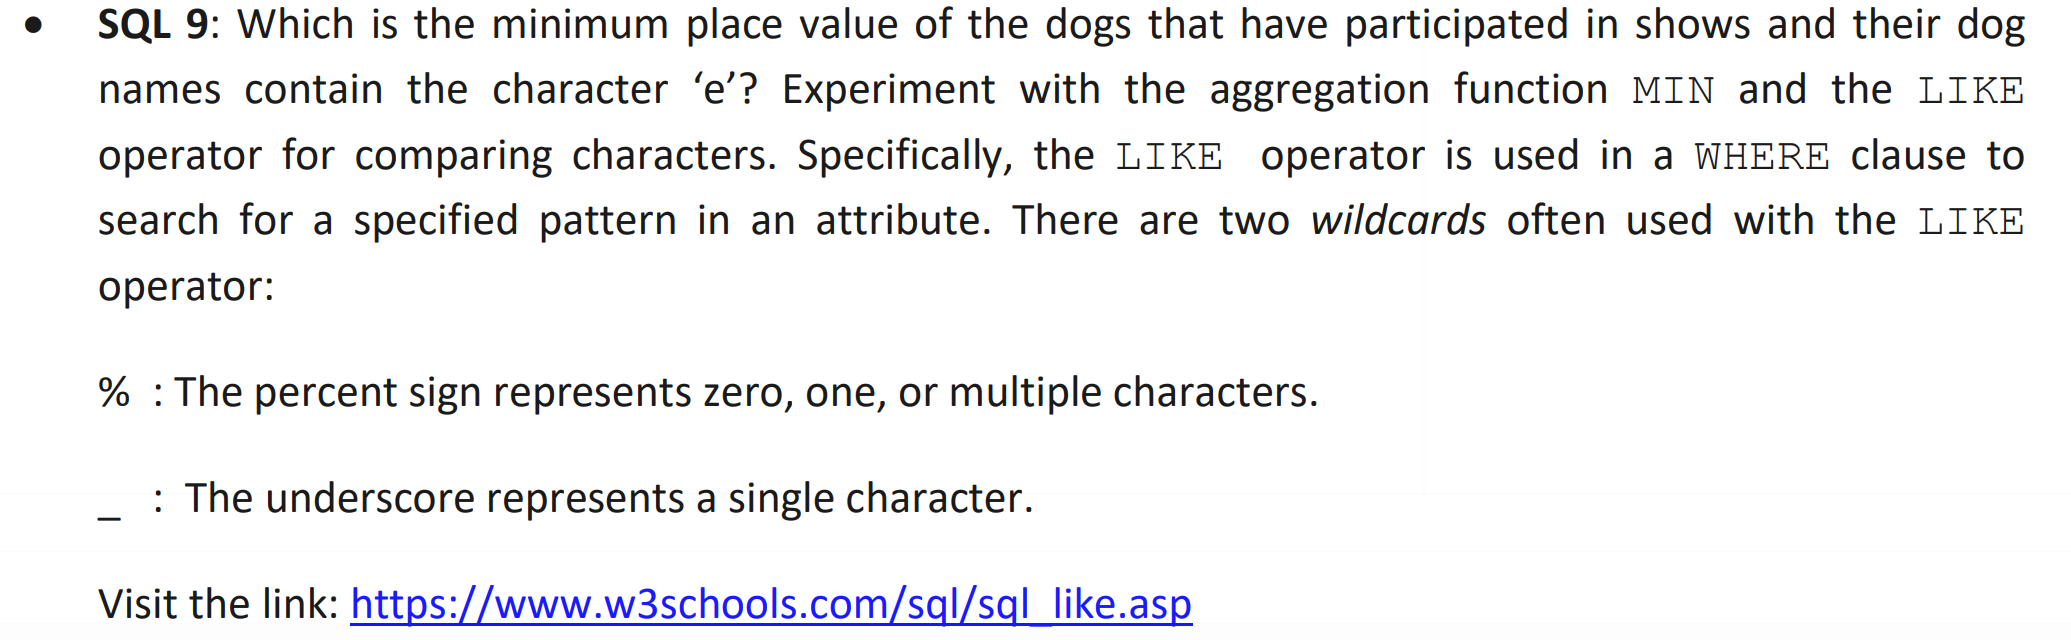 • SQL 9: Which is the minimum place value of the dogs that have participated in shows and their dog
names contain the character ‘e’? Experiment with the aggregation function MIN and the LIKE
operator for comparing characters. Specifically, the LIKE operator is used in a WHERE clause to
search for a specified pattern in an attribute. There are two wildcards often used with the LIKE
operator:
% : The percent sign represents zero, one, or multiple characters.
_ : The underscore represents a single character.
Visit the link: https://www.w3schools.com/sql/sql_like.asp